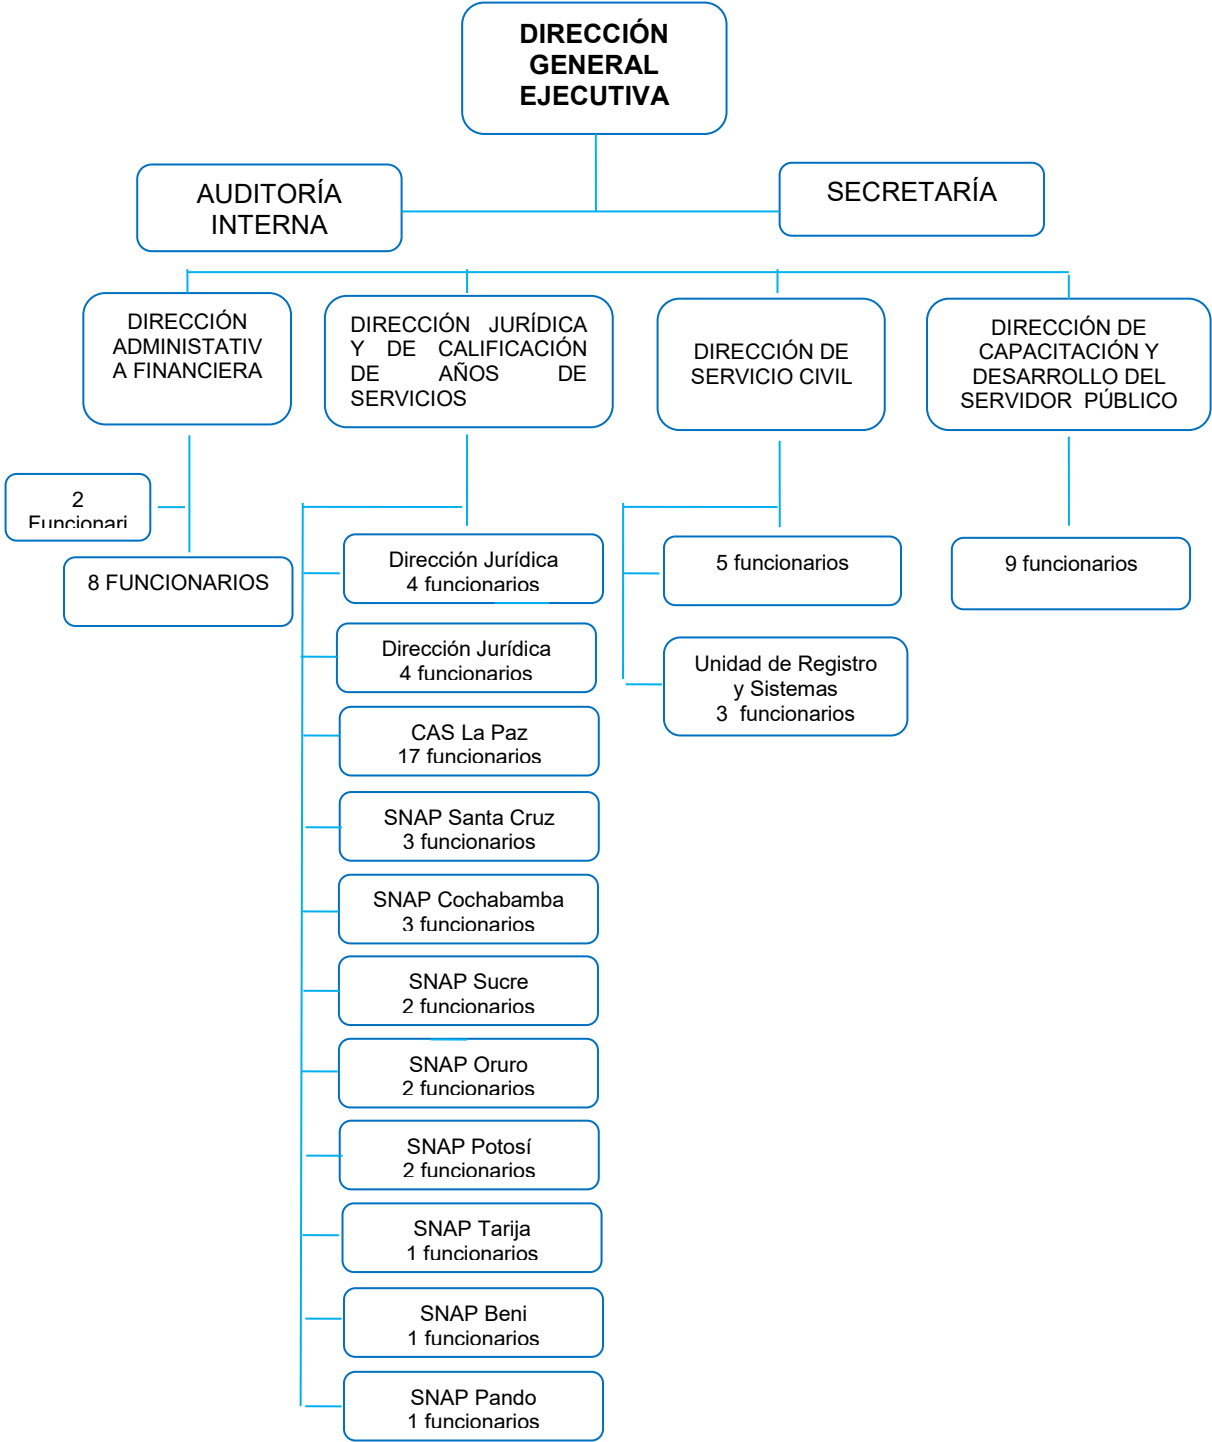 DIRECCIÓN
GENERAL
EJECUTIVA
AUDITORÍA
INTERNA
SECRETARÍA
DIRECCIÓN
ADMINISTATIV
A FINANCIERA
DIRECCIÓN JURÍDICA
Y DE CALIFICACIÓN
DE AÑOS DE
SERVICIOS
DIRECCIÓN DE
SERVICIO CIVIL
DIRECCIÓN DE
CAPACITACIÓN Y
DESARROLLO DEL
SERVIDOR PÚBLICO
2
Funcionari
8 FUNCIONARIOS
Dirección Jurídica
4 funcionarios
Dirección Jurídica
4 funcionarios
CAS La Paz
17 funcionarios
SNAP Santa Cruz
3 funcionarios
SNAP Cochabamba
3 funcionarios
SNAP Sucre
2 funcionarios
SNAP Oruro
2 funcionarios
SNAP Potosí
2 funcionarios
SNAP Tarija
1 funcionarios
SNAP Beni
1 funcionarios
SNAP Pando
1 funcionarios
5 funcionarios
Unidad de Registro
y Sistemas
3 funcionarios
9 funcionarios